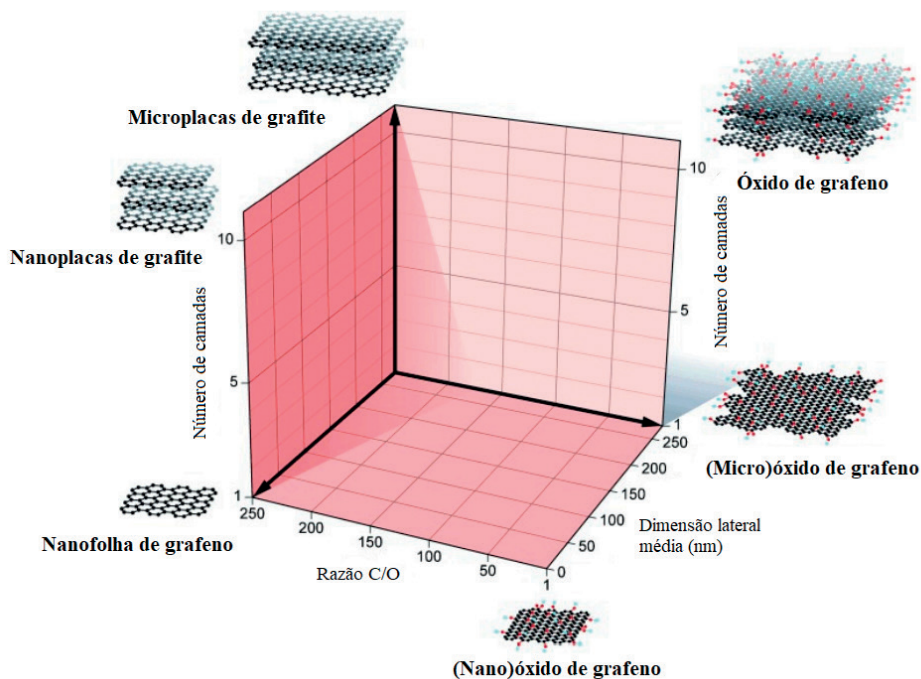 Microplacas de grafite
Óxido de grafeno
Nanoplacas de grafite
10
5
1
Número de camadas
10
5
1
Número de camadas
Nanofolha de grafeno
250
200
150
100
50
1
Razão C/O
0
50
100
150
200
250
Dimensão lateral
média (nm)
(Micro)óxido de grafeno
(Nano)óxido de grafeno